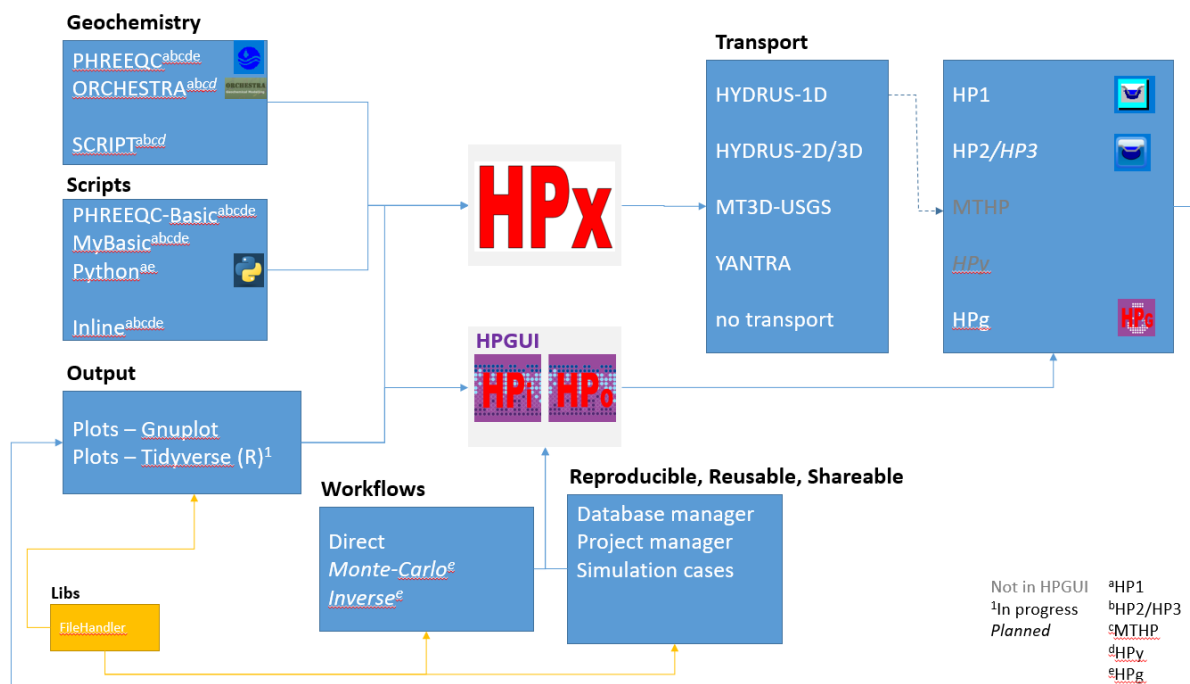 Geochemistry
PHREEQCabcde
ORCHESTRAabcd
ORCHESTRA
SCRIPTabcd
Scripts
PHREEQC-Basicabcde
MyBasicabcde
Pythonae
Inlineabcde
Output
Plots – Gnuplot
Plots – Tidyverse (R)1
Libs
FileHandler
Workflows
Direct
Monte-Carloe
Inversee
HPx
HPGUI
HPi HPo
Reproducible, Reusable, Shareable
Database manager
Project manager
Simulation cases
Transport
HYDRUS-1D
HYDRUS-2D/3D
MT3D-USGS
YANTRA
no transport
HP1
HP2/HP3
MTHP
HPy
HPg
HPG
Not in HPGUI
1In progress
Planned
aHP1
bHP2/HP3
cMTHP
dHPy
eHPg